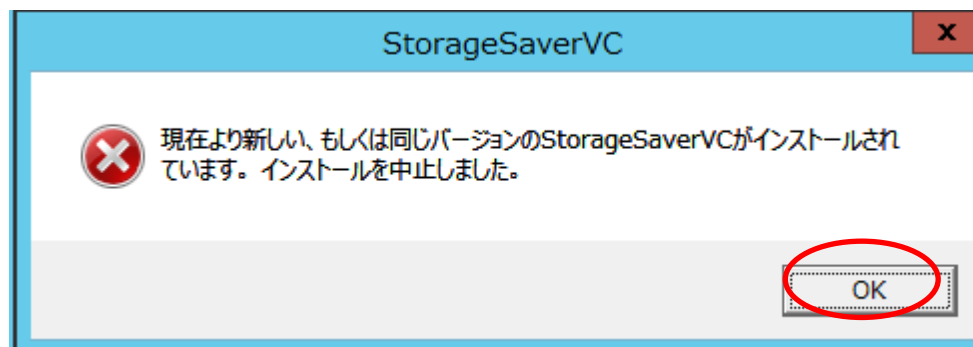 StorageSaverVC
x
現在より新しい、もしくは同じバージョンのStorageSaverVCがインストールされ
ています。インストールを中止しました。
OK